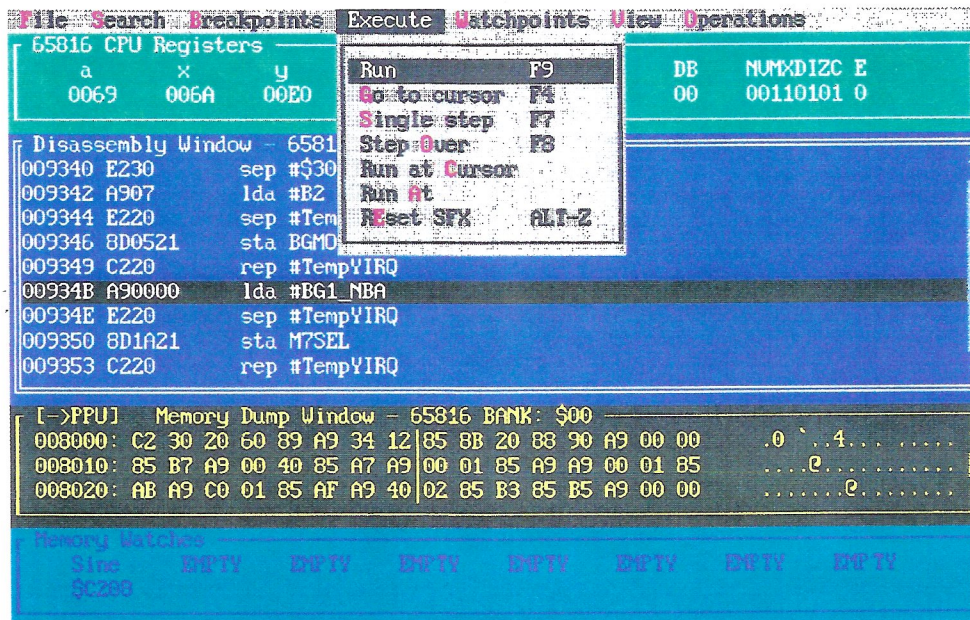 File Search Breakpoints Execute Watchpoints View Operations
65816 CPU Registers
a x y DB NVMXDIZC E
0069 006A 00E0 00 00110101 0
Run F9
Go to cursor F4
Single step F7
Step Over F8
Run at Cursor
Run At
REset SFX ALT-Z
Disassembly Window - 6581
009340 E230 sep #$30
009342 A907 lda #B2
009344 E220 sep #Tem
009346 8D0521 sta BGMO
009349 C220 rep #TempYIRQ
00934B A90000 lda #BG1_NBA
00934E E220 sep #TempYIRQ
009350 8D1A21 sta M7SEL
009353 C220 rep #TempYIRQ
[->PPU] Memory Dump Window - 65816 BANK: $00
008000: C2 30 20 60 89 A9 34 12 85 8B 20 88 90 A9 00 00 .0 `..4... .....
008010: 85 B7 A9 00 40 85 A7 A9 00 01 85 A9 A9 00 01 85 ....@...........
008020: AB A9 C0 01 85 AF A9 40 02 85 B3 85 B5 A9 00 00 .......@........
Memory Watches
Sine EMPTY EMPTY EMPTY EMPTY EMPTY EMPTY EMPTY
$C200